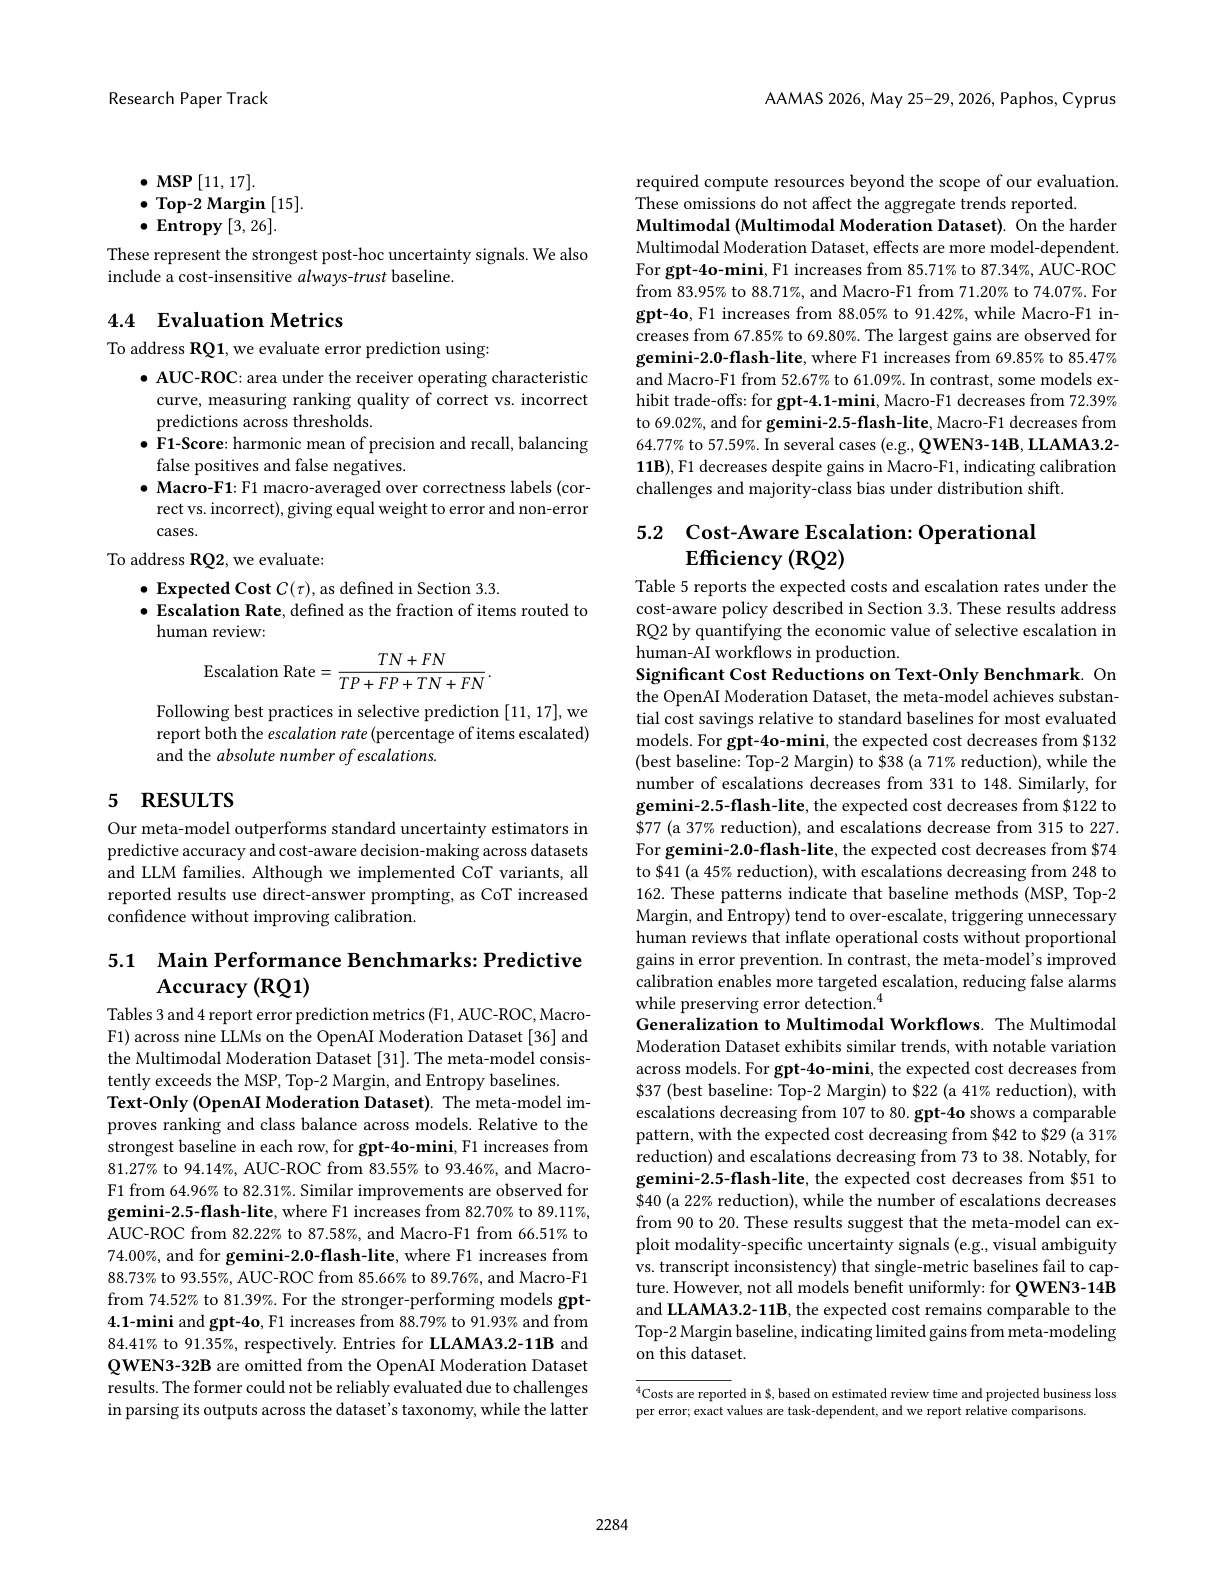 Research Paper Track
AAMAS 2026, May 25–29, 2026, Paphos, Cyprus
• MSP [11, 17].
• Top-2 Margin [15].
• Entropy [3, 26].
These represent the strongest post-hoc uncertainty signals. We also
include a cost-insensitive always-trust baseline.
4.4 Evaluation Metrics
To address RQ1, we evaluate error prediction using:
• AUC-ROC: area under the receiver operating characteristic
curve, measuring ranking quality of correct vs. incorrect
predictions across thresholds.
• F1-Score: harmonic mean of precision and recall, balancing
false positives and false negatives.
• Macro-F1: F1 macro-averaged over correctness labels (cor-
rect vs. incorrect), giving equal weight to error and non-error
cases.
To address RQ2, we evaluate:
• Expected Cost C(τ), as defined in Section 3.3.
• Escalation Rate, defined as the fraction of items routed to
human review:
Escalation Rate = (TN + FN) / (TP + FP + TN + FN).
Following best practices in selective prediction [11, 17], we
report both the escalation rate (percentage of items escalated)
and the absolute number of escalations.
5 RESULTS
Our meta-model outperforms standard uncertainty estimators in
predictive accuracy and cost-aware decision-making across datasets
and LLM families. Although we implemented CoT variants, all
reported results use direct-answer prompting, as CoT increased
confidence without improving calibration.
5.1 Main Performance Benchmarks: Predictive
Accuracy (RQ1)
Tables 3 and 4 report error prediction metrics (F1, AUC-ROC, Macro-
F1) across nine LLMs on the OpenAI Moderation Dataset [36] and
the Multimodal Moderation Dataset [31]. The meta-model consis-
tently exceeds the MSP, Top-2 Margin, and Entropy baselines.
Text-Only (OpenAI Moderation Dataset). The meta-model im-
proves ranking and class balance across models. Relative to the
strongest baseline in each row, for gpt-4o-mini, F1 increases from
81.27% to 94.14%, AUC-ROC from 83.55% to 93.46%, and Macro-
F1 from 64.96% to 82.31%. Similar improvements are observed for
gemini-2.5-flash-lite, where F1 increases from 82.70% to 89.11%,
AUC-ROC from 82.22% to 87.58%, and Macro-F1 from 66.51% to
74.00%, and for gemini-2.0-flash-lite, where F1 increases from
88.73% to 93.55%, AUC-ROC from 85.66% to 89.76%, and Macro-F1
from 74.52% to 81.39%. For the stronger-performing models gpt-
4.1-mini and gpt-4o, F1 increases from 88.79% to 91.93% and from
84.41% to 91.35%, respectively. Entries for LLAMA3.2-11B and
QWEN3-32B are omitted from the OpenAI Moderation Dataset
results. The former could not be reliably evaluated due to challenges
in parsing its outputs across the dataset's taxonomy, while the latter
required compute resources beyond the scope of our evaluation.
These omissions do not affect the aggregate trends reported.
Multimodal (Multimodal Moderation Dataset). On the harder
Multimodal Moderation Dataset, effects are more model-dependent.
For gpt-4o-mini, F1 increases from 85.71% to 87.34%, AUC-ROC
from 83.95% to 88.71%, and Macro-F1 from 71.20% to 74.07%. For
gpt-4o, F1 increases from 88.05% to 91.42%, while Macro-F1 in-
creases from 67.85% to 69.80%. The largest gains are observed for
gemini-2.0-flash-lite, where F1 increases from 69.85% to 85.47%
and Macro-F1 from 52.67% to 61.09%. In contrast, some models ex-
hibit trade-offs: for gpt-4.1-mini, Macro-F1 decreases from 72.39%
to 69.02%, and for gemini-2.5-flash-lite, Macro-F1 decreases from
64.77% to 57.59%. In several cases (e.g., QWEN3-14B, LLAMA3.2-
11B), F1 decreases despite gains in Macro-F1, indicating calibration
challenges and majority-class bias under distribution shift.
5.2 Cost-Aware Escalation: Operational
Efficiency (RQ2)
Table 5 reports the expected costs and escalation rates under the
cost-aware policy described in Section 3.3. These results address
RQ2 by quantifying the economic value of selective escalation in
human-AI workflows in production.
Significant Cost Reductions on Text-Only Benchmark. On
the OpenAI Moderation Dataset, the meta-model achieves substan-
tial cost savings relative to standard baselines for most evaluated
models. For gpt-4o-mini, the expected cost decreases from $132
(best baseline: Top-2 Margin) to $38 (a 71% reduction), while the
number of escalations decreases from 331 to 148. Similarly, for
gemini-2.5-flash-lite, the expected cost decreases from $122 to
$77 (a 37% reduction), and escalations decrease from 315 to 227.
For gemini-2.0-flash-lite, the expected cost decreases from $74
to $41 (a 45% reduction), with escalations decreasing from 248 to
162. These patterns indicate that baseline methods (MSP, Top-2
Margin, and Entropy) tend to over-escalate, triggering unnecessary
human reviews that inflate operational costs without proportional
gains in error prevention. In contrast, the meta-model's improved
calibration enables more targeted escalation, reducing false alarms
while preserving error detection.⁴
Generalization to Multimodal Workflows. The Multimodal
Moderation Dataset exhibits similar trends, with notable variation
across models. For gpt-4o-mini, the expected cost decreases from
$37 (best baseline: Top-2 Margin) to $22 (a 41% reduction), with
escalations decreasing from 107 to 80. gpt-4o shows a comparable
pattern, with the expected cost decreasing from $42 to $29 (a 31%
reduction) and escalations decreasing from 73 to 38. Notably, for
gemini-2.5-flash-lite, the expected cost decreases from $51 to
$40 (a 22% reduction), while the number of escalations decreases
from 90 to 20. These results suggest that the meta-model can ex-
ploit modality-specific uncertainty signals (e.g., visual ambiguity
vs. transcript inconsistency) that single-metric baselines fail to cap-
ture. However, not all models benefit uniformly: for QWEN3-14B
and LLAMA3.2-11B, the expected cost remains comparable to the
Top-2 Margin baseline, indicating limited gains from meta-modeling
on this dataset.
⁴Costs are reported in $, based on estimated review time and projected business loss
per error; exact values are task-dependent, and we report relative comparisons.
2284